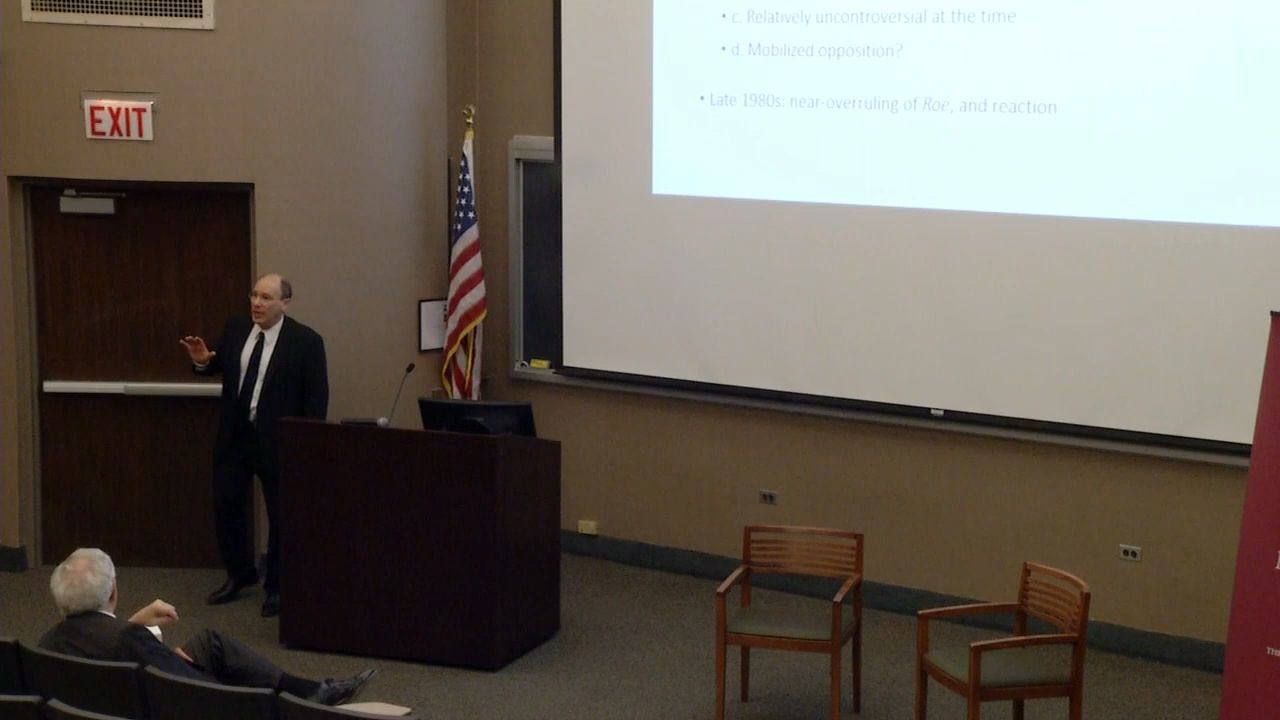 • c. Relatively uncontroversial at the time
• d. Mobilized opposition?
• Late 1980s: near-overruling of Roe, and reaction
EXIT